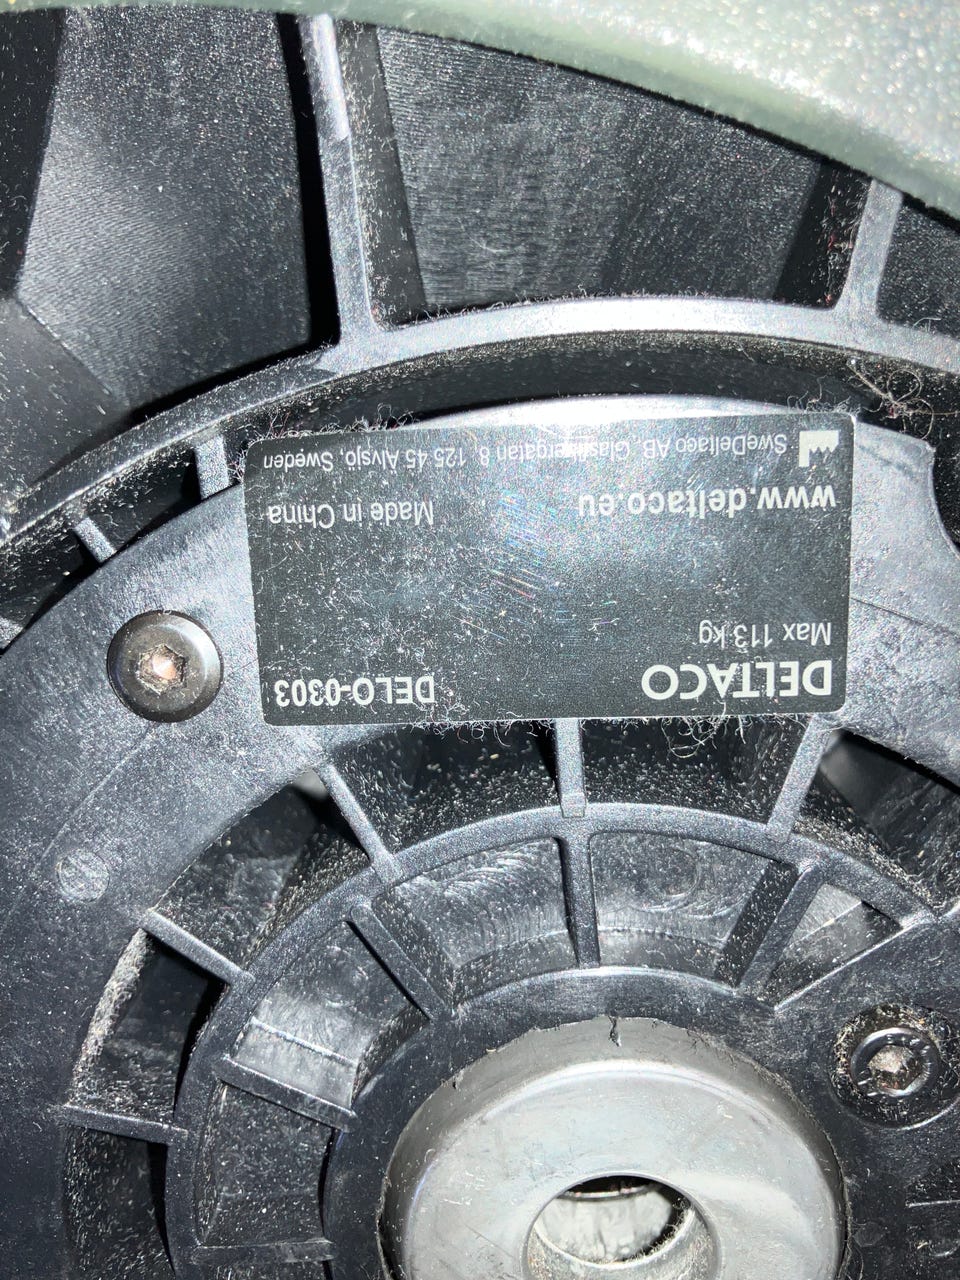 DELTACO DELO-0303
Max 113 kg
www.deltaco.eu Made in China
SweDeltaco AB, Glasfibergatan 8, 125 45 Älvsjö, Sweden